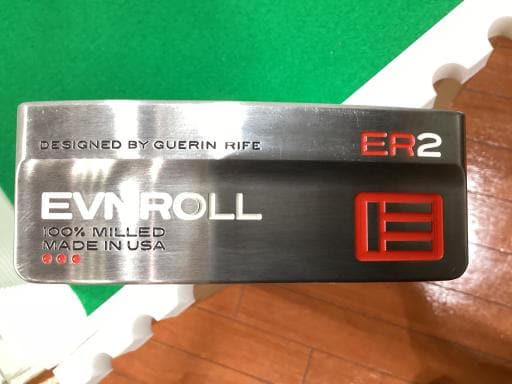 DESIGNED BY GUERIN RIFE
ER2
EVNROLL
100% MILLED
MADE IN USA